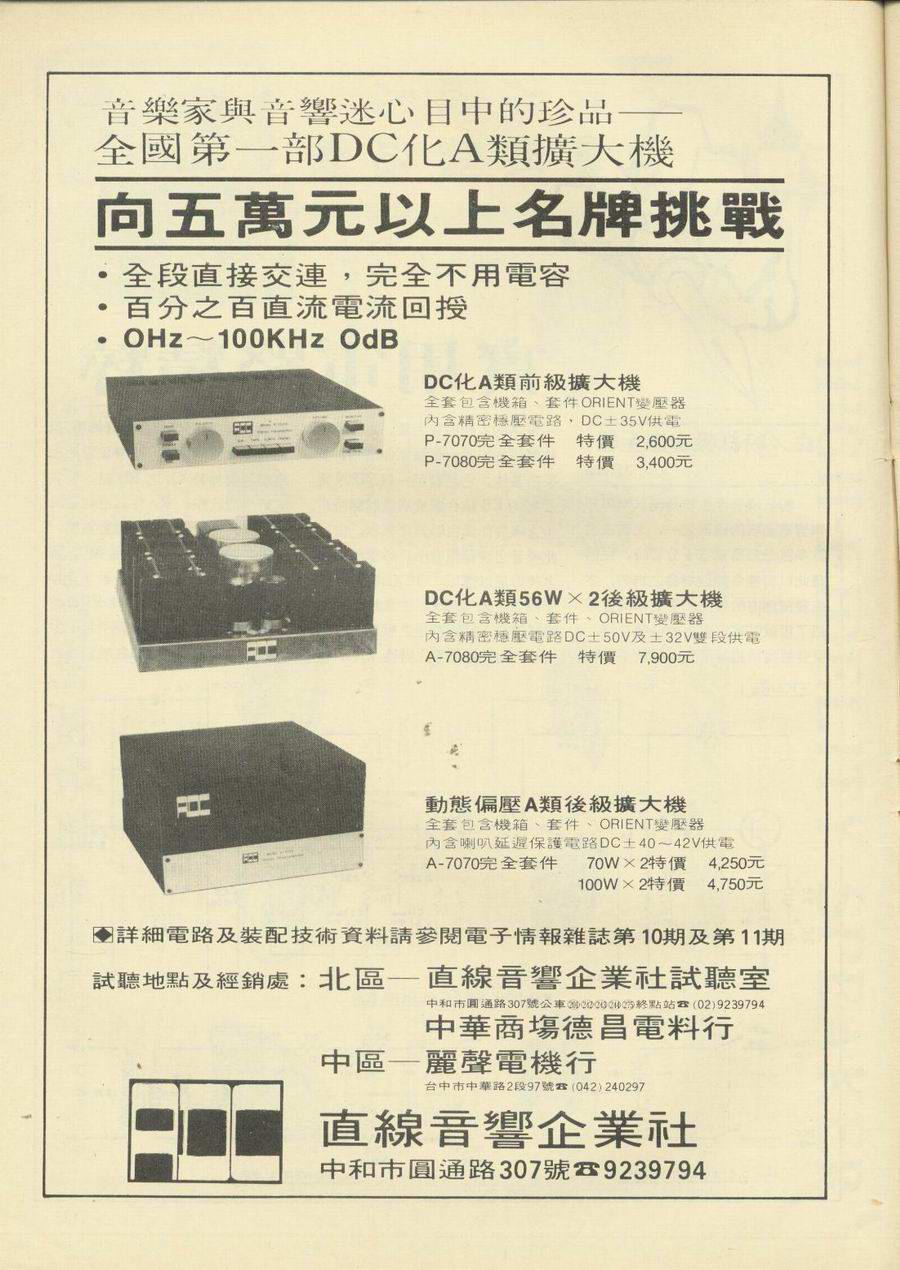 音樂家與音響迷心目中的珍品——
全國第一部DC化A類擴大機
向五萬元以上名牌挑戰
• 全段直接交連，完全不用電容
• 百分之百直流電流回授
• 0Hz～100KHz 0dB
DC化A類前級擴大機
全套包含機箱、套件ORIENT變壓器
內含精密穩壓電路，DC±35V供電
P-7070完全套件 特價 2,600元
P-7080完全套件 特價 3,400元
DC化A類56W×2後級擴大機
全套包含機箱、套件、ORIENT變壓器
內含精密穩壓電路DC±50V及±32V雙段供電
A-7080完全套件 特價 7,900元
動態偏壓A類後級擴大機
全套包含機箱、套件、ORIENT變壓器
內含喇叭延遲保護電路DC±40～42V供電
A-7070完全套件 70W×2特價 4,250元
100W×2特價 4,750元
◈詳細電路及裝配技術資料請參閱電子情報雜誌第10期及第11期
試聽地點及經銷處：北區—直線音響企業社試聽室
中和市圓通路307號公車終點站☎(02)9239794
中華商塲德昌電料行
中區—麗聲電機行
台中市中華路2段97號☎(042)240297
直線音響企業社
中和市圓通路307號☎9239794